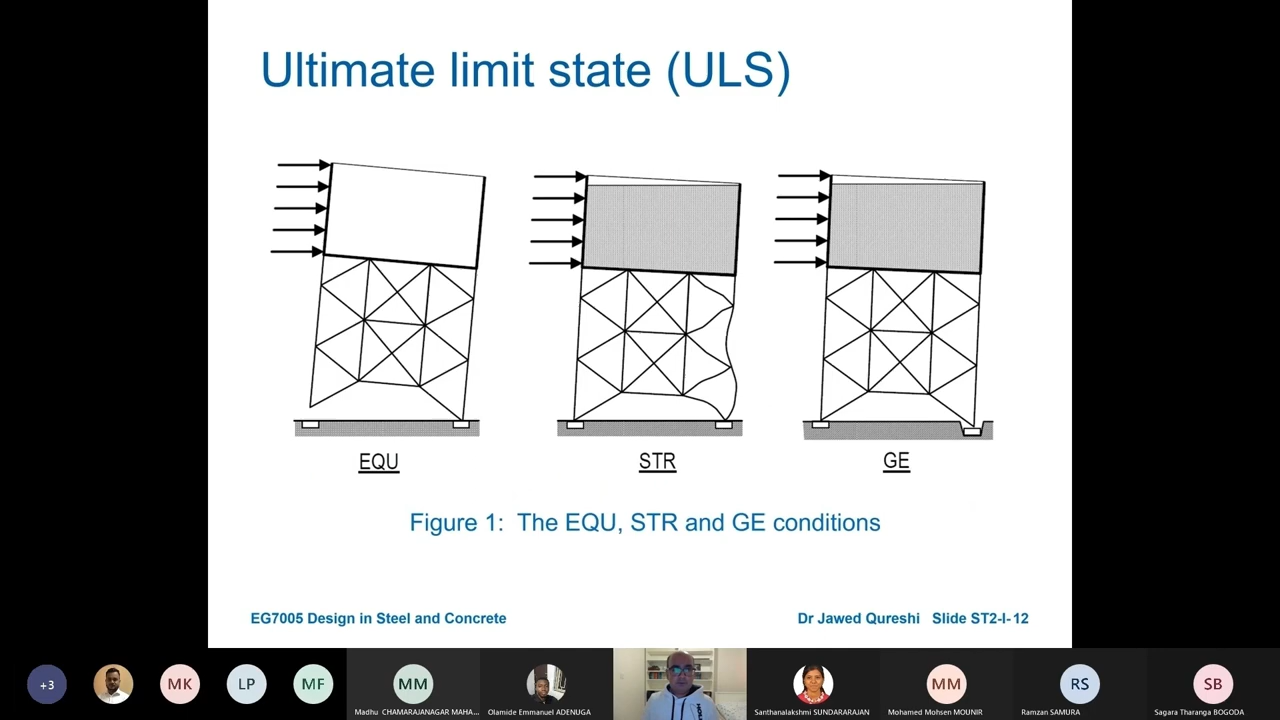 Ultimate limit state (ULS)
EQU
STR
GE
Figure 1: The EQU, STR and GE conditions
EG7005 Design in Steel and Concrete
Dr Jawed Qureshi Slide ST2-I- 12
+3
MK
LP
MF
MM
MM
RS
SB
Madhu CHAMARAJANAGAR MAHA...
Olamide Emmanuel ADENUGA
Santhanalakshmi SUNDARARAJAN
Mohamed Mohsen MOUNIR
Ramzan SAMURA
Sagara Tharanga BOGODA